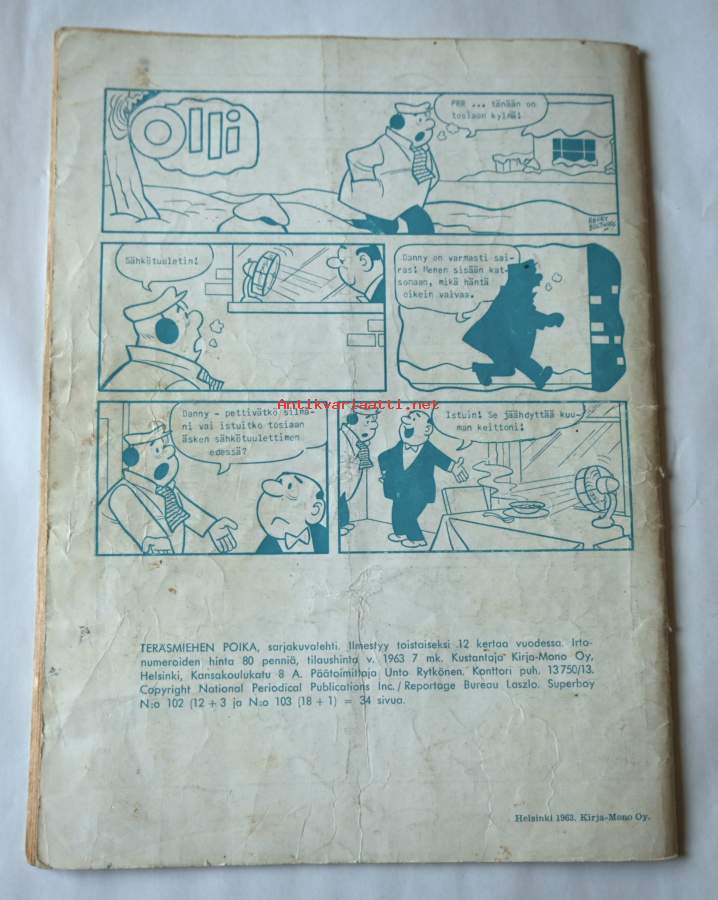 Olli
PRR ... tänään on
tosiaan kylmä!
HENRY
BOLTINOFF
Sähkötuuletin!
Danny on varmasti sai-
ras! Menen sisään kat-
somaan, mikä häntä
oikein vaivaa.
Antikvariaatti.net
Danny - pettivätkö silmä-
ni vai istuitko tosiaan
äsken sähkötuulettimen
edessä?
Istuin! Se jäähdyttää kuu-
man keittoni!
TERÄSMIEHEN POIKA, sarjakuvalehti. Ilmestyy toistaiseksi 12 kertaa vuodessa. Irto-
numeroiden hinta 80 penniä, tilaushinta v. 1963 7 mk. Kustantaja Kirja-Mono Oy,
Helsinki, Kansakoulukatu 8 A. Päätoimittaja Unto Rytkönen. Konttori puh. 13 750/13.
Copyright National Periodical Publications Inc./Reportage Bureau Laszlo. Superboy
N:o 102 (12 + 3 ja N:o 103 (18 + 1) = 34 sivua.
Helsinki 1963. Kirja-Mono Oy.